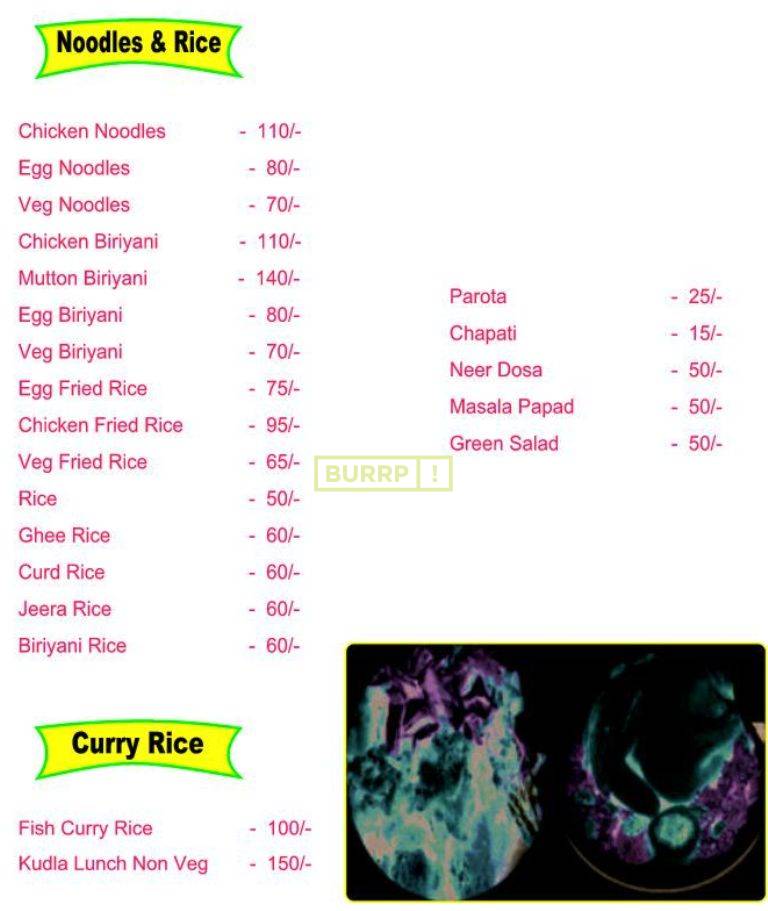 Noodles & Rice
Chicken Noodles - 110/-
Egg Noodles - 80/-
Veg Noodles - 70/-
Chicken Biriyani - 110/-
Mutton Biriyani - 140/-
Egg Biriyani - 80/-
Veg Biriyani - 70/-
Egg Fried Rice - 75/-
Chicken Fried Rice - 95/-
Veg Fried Rice - 65/-
Rice - 50/-
Ghee Rice - 60/-
Curd Rice - 60/-
Jeera Rice - 60/-
Biriyani Rice - 60/-
Parota - 25/-
Chapati - 15/-
Neer Dosa - 50/-
Masala Papad - 50/-
Green Salad - 50/-
BURRP !
Curry Rice
Fish Curry Rice - 100/-
Kudla Lunch Non Veg - 150/-